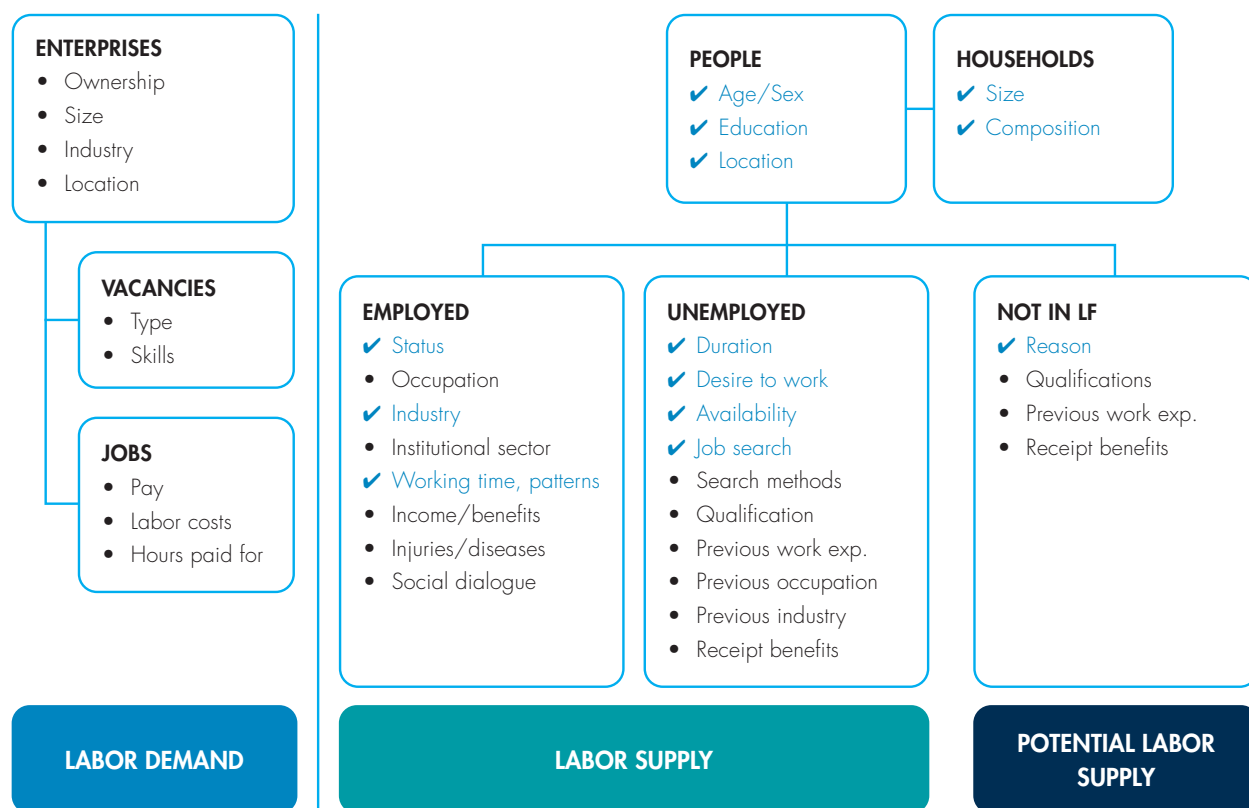 ENTERPRISES
• Ownership
• Size
• Industry
• Location
VACANCIES
• Type
• Skills
JOBS
• Pay
• Labor costs
• Hours paid for
LABOR DEMAND
PEOPLE
✔ Age/Sex
✔ Education
✔ Location
HOUSEHOLDS
✔ Size
✔ Composition
EMPLOYED
✔ Status
• Occupation
✔ Industry
• Institutional sector
✔ Working time, patterns
• Income/benefits
• Injuries/diseases
• Social dialogue
UNEMPLOYED
✔ Duration
✔ Desire to work
✔ Availability
✔ Job search
• Search methods
• Qualification
• Previous work exp.
• Previous occupation
• Previous industry
• Receipt benefits
NOT IN LF
✔ Reason
• Qualifications
• Previous work exp.
• Receipt benefits
LABOR SUPPLY
POTENTIAL LABOR
SUPPLY